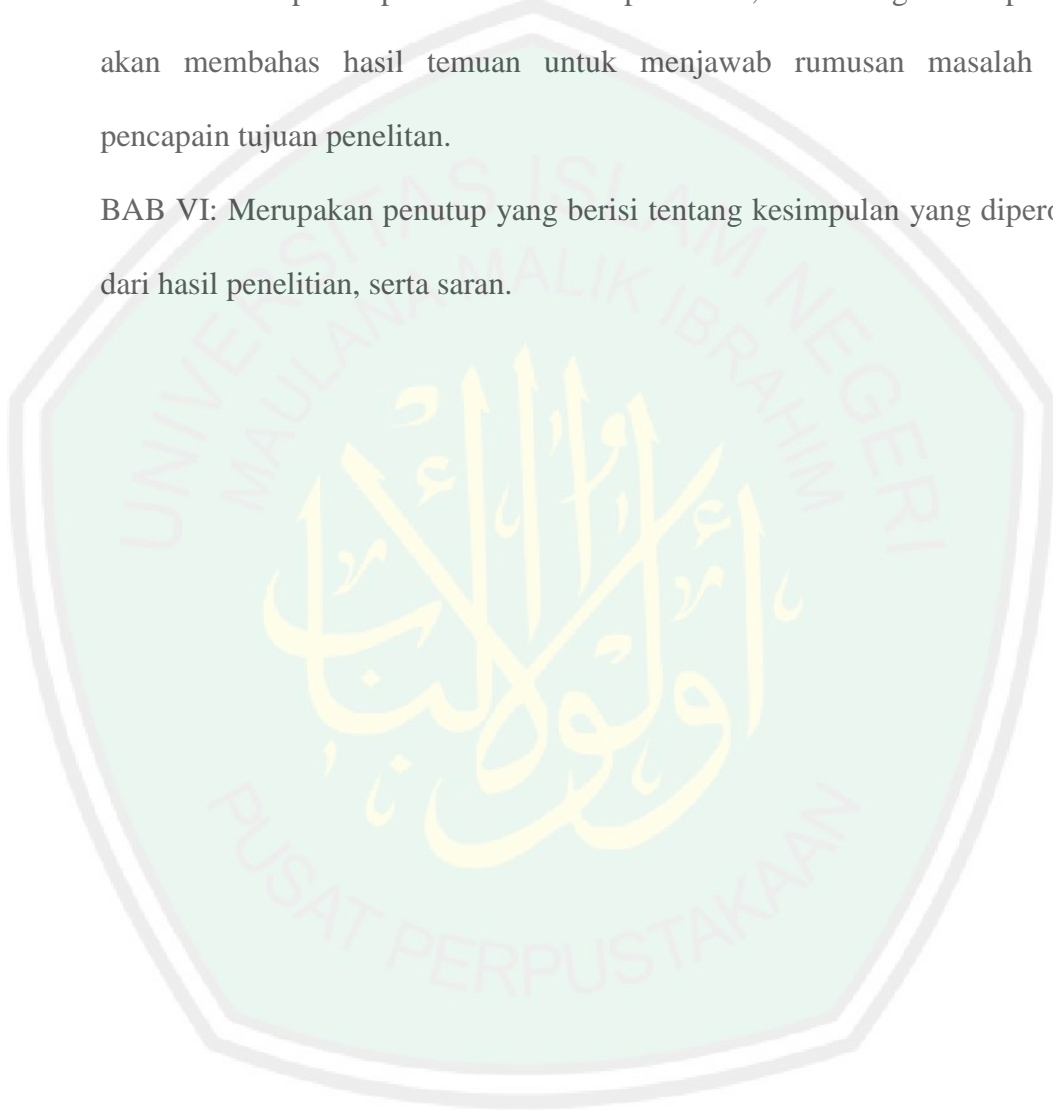 akan membahas hasil temuan untuk menjawab rumusan masalah
pencapain tujuan penelitan.
BAB VI: Merupakan penutup yang berisi tentang kesimpulan yang dipero
dari hasil penelitian, serta saran.
UNIVERSITAS ISLAM NEGERI
MAULANA MALIK IBRAHIM
PUSAT PERPUSTAKAAN